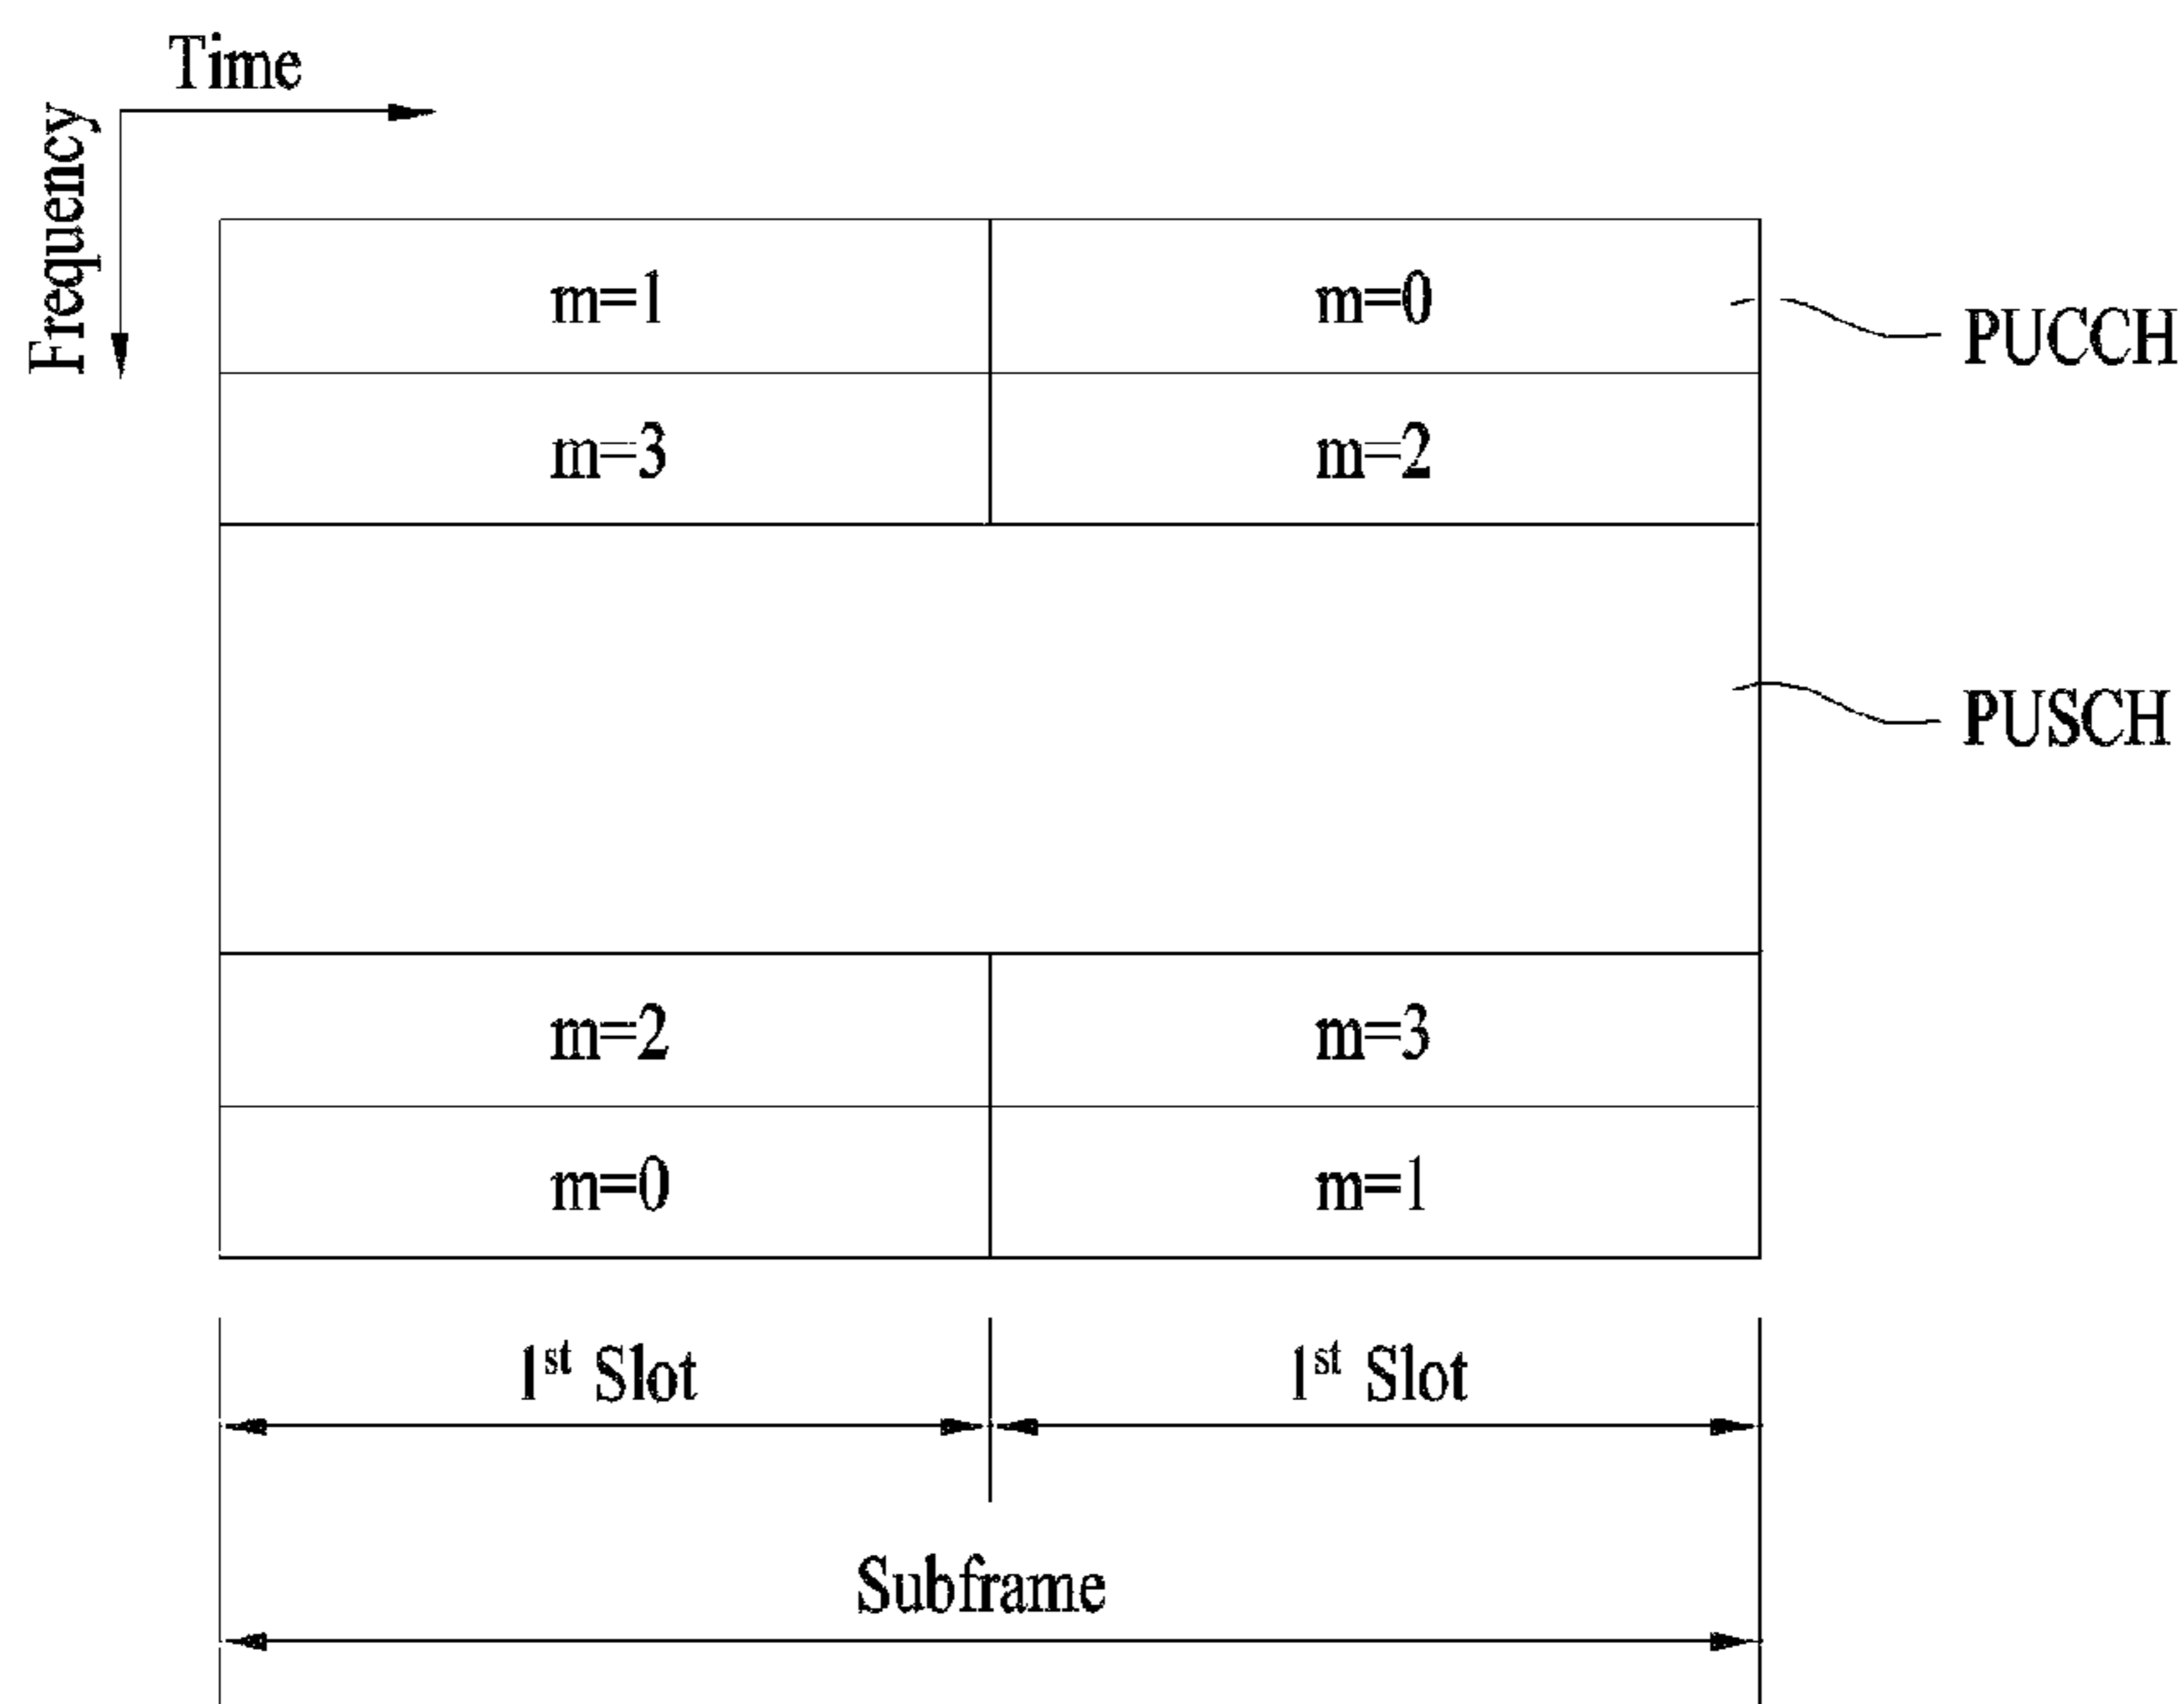 Time
Frequency
m=1 m=0
PUCCH
m=3 m=2
PUSCH
m=2 m=3
m=0 m=1
1st Slot 1st Slot
Subframe